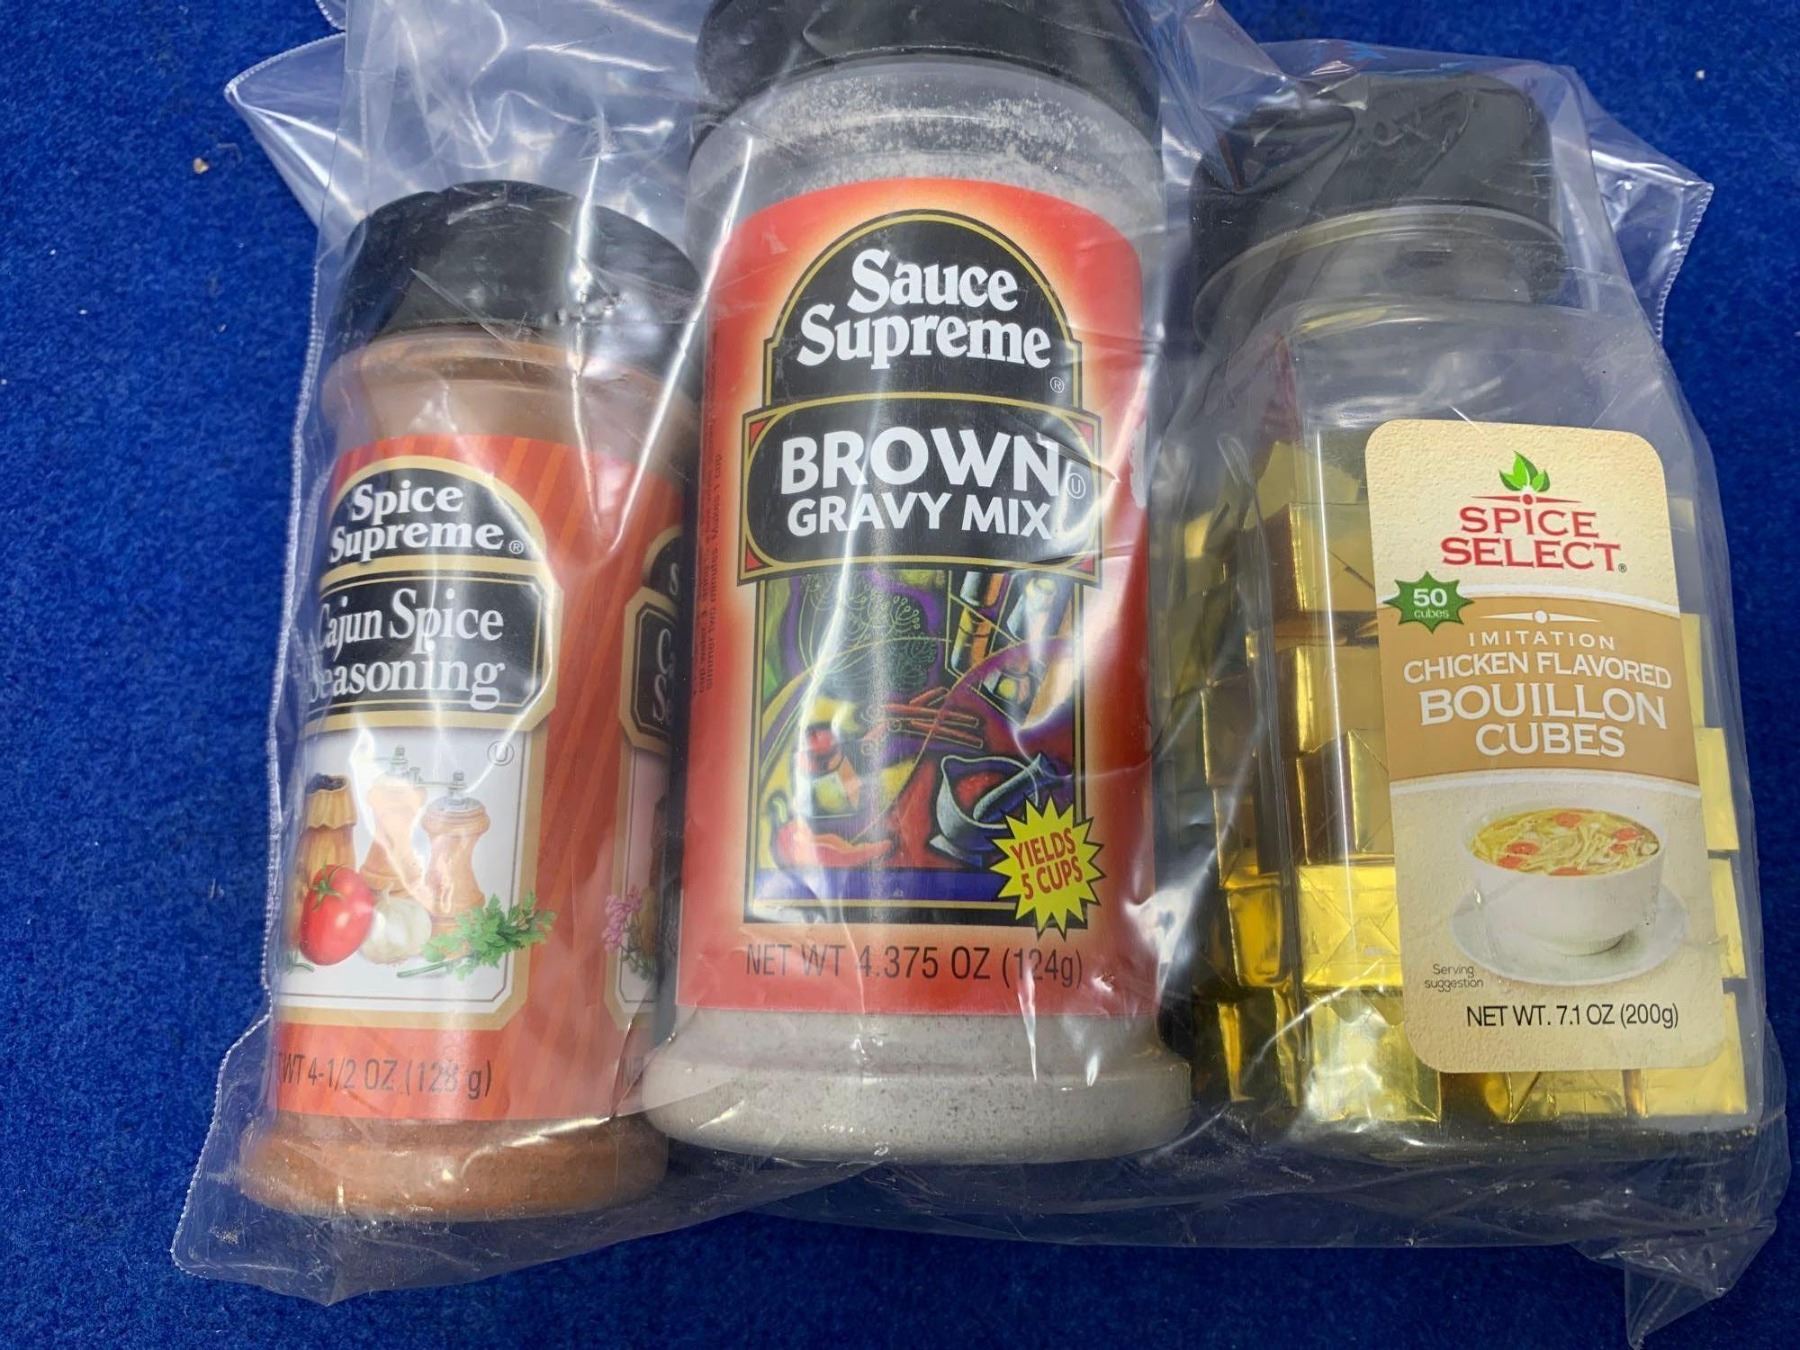 Spice
Supreme®
Cajun Spice
Seasoning
U
WT 4-1/2 OZ (128 g)
Sauce
Supreme
®
BROWN
GRAVY MIX
U
YIELDS
5 CUPS
NET WT 4.375 OZ (124g)
SPICE
SELECT®
50
cubes
IMITATION
CHICKEN FLAVORED
BOUILLON
CUBES
Serving
suggestion
NET WT. 7.1 OZ (200g)